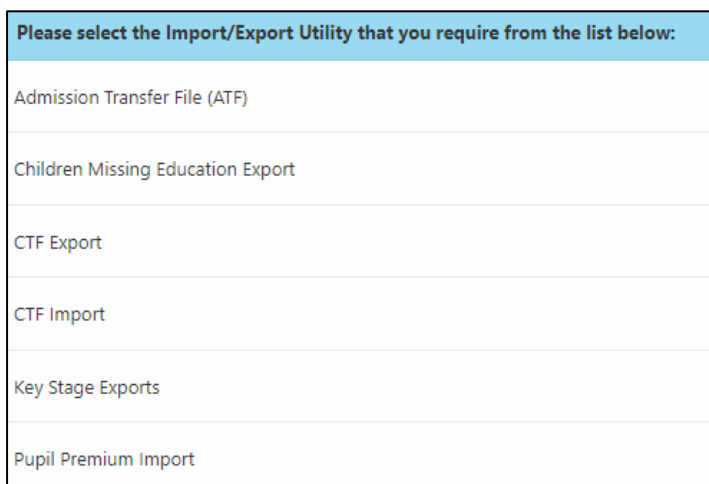 Please select the Import/Export Utility that you require from the list below:
Admission Transfer File (ATF)
Children Missing Education Export
CTF Export
CTF Import
Key Stage Exports
Pupil Premium Import